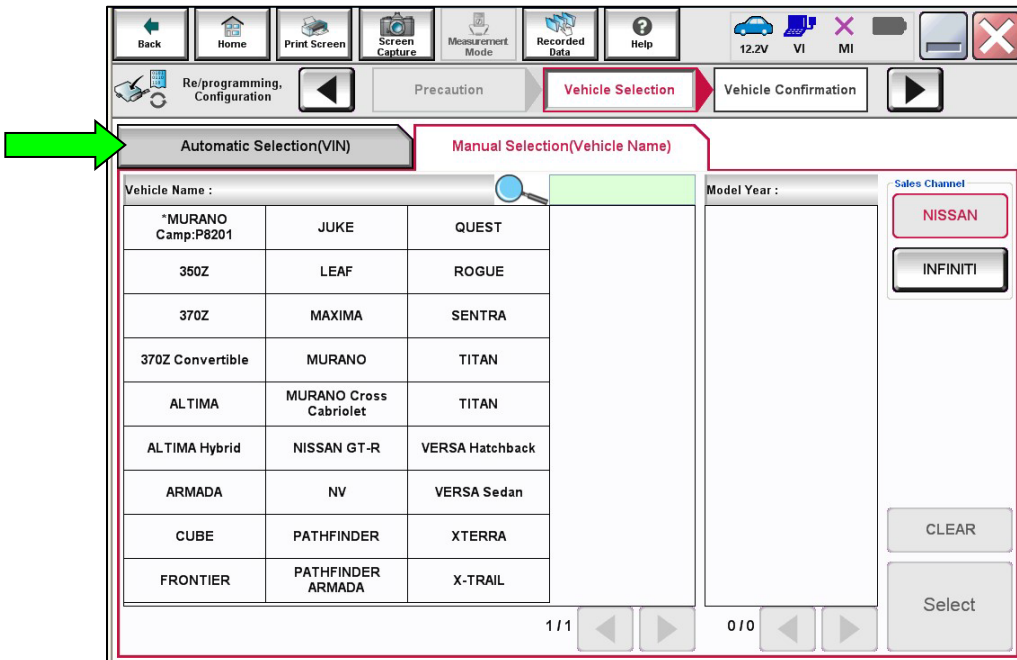 Back
Home
Print Screen
Screen
Capture
Measurement
Mode
Recorded
Data
Help
12.2V
VI
MI
Re/programming,
Configuration
Precaution
Vehicle Selection
Vehicle Confirmation
Automatic Selection(VIN)
Manual Selection(Vehicle Name)
Vehicle Name :
Model Year :
Sales Channel
*MURANO
Camp:P8201
JUKE
QUEST
NISSAN
350Z
LEAF
ROGUE
INFINITI
370Z
MAXIMA
SENTRA
370Z Convertible
MURANO
TITAN
ALTIMA
MURANO Cross
Cabriolet
TITAN
ALTIMA Hybrid
NISSAN GT-R
VERSA Hatchback
ARMADA
NV
VERSA Sedan
CUBE
PATHFINDER
XTERRA
CLEAR
FRONTIER
PATHFINDER
ARMADA
X-TRAIL
Select
1/1
0/0